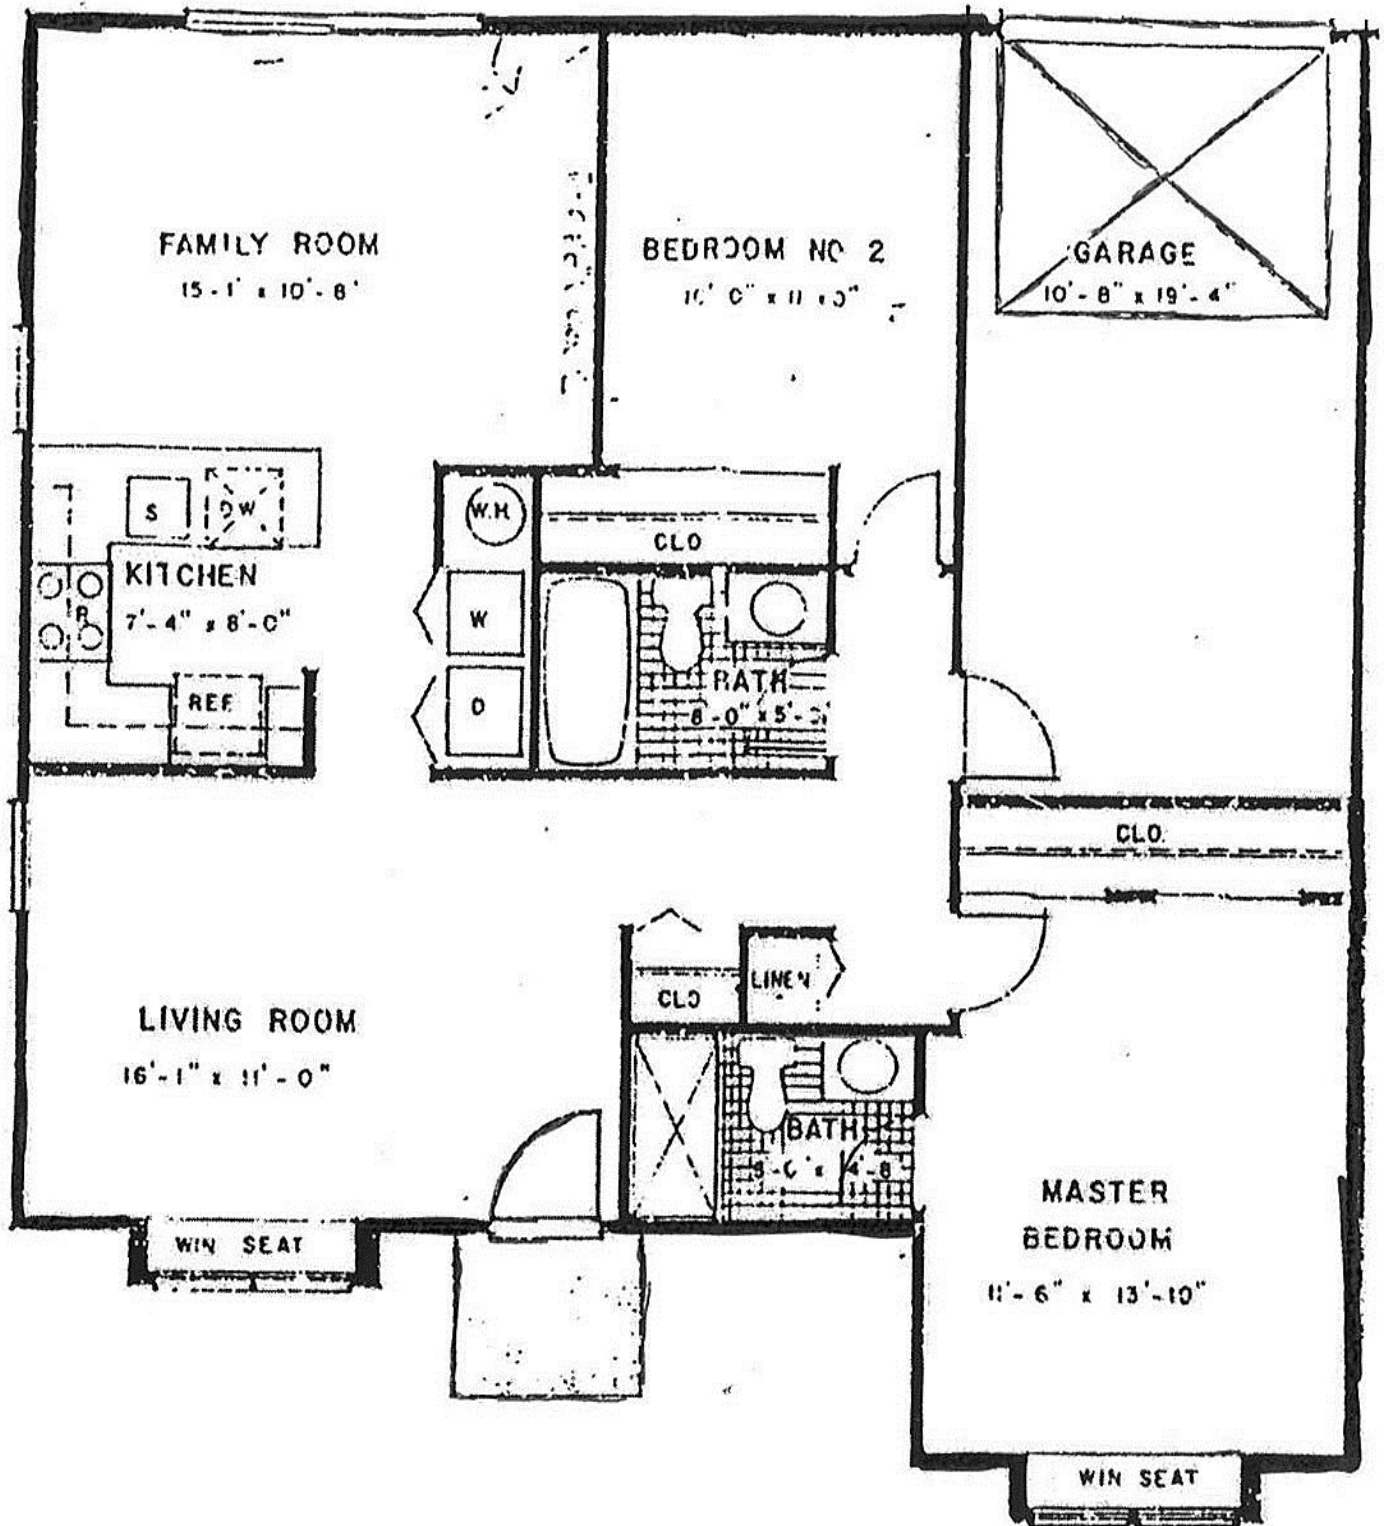 FAMILY ROOM
15-1' x 10'-8'
BEDROOM NO 2
GARAGE
10'-8" x 19'-4"
S
DW
W.H.
CLO
KITCHEN
7'-4" x 8'-0"
R
W
REF.
D
BATH
8'-0" x 5'-
CLO.
LINEN
CLO
LIVING ROOM
16'-1" x 11'-0"
BATH
4'-8
MASTER
BEDROOM
11'-6" x 13'-10"
WIN SEAT
WIN SEAT